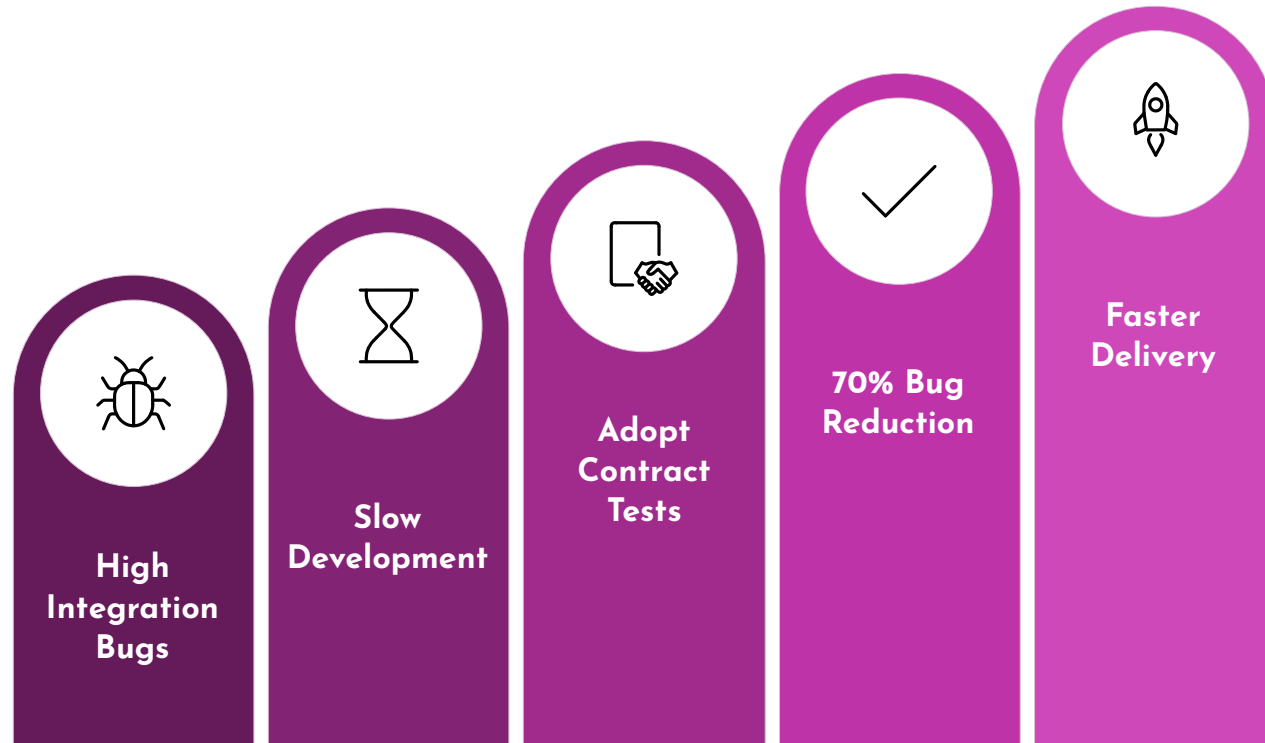 High
Integration
Bugs
Slow
Development
Adopt
Contract
Tests
70% Bug
Reduction
Faster
Delivery